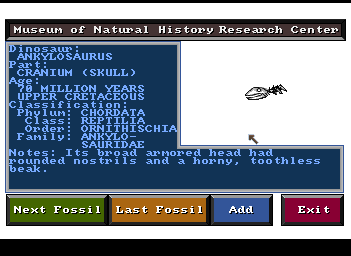 Museum of Natural History Research Center
Dinosaur:
ANKYLOSAURUS
Part:
CRANIUM (SKULL)
Age:
70 MILLION YEARS
UPPER CRETACEOUS
Classification:
Phylum: CHORDATA
Class: REPTILIA
Order: ORNITHISCHIA
Family: ANKYLO-
SAURIDAE
Notes: Its broad armored head had
rounded nostrils and a horny, toothless
beak.
Next Fossil
Last Fossil
Add
Exit